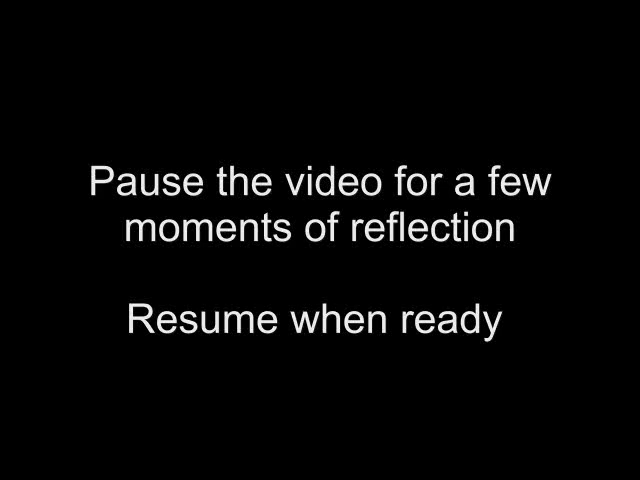 Pause the video for a few
moments of reflection
Resume when ready